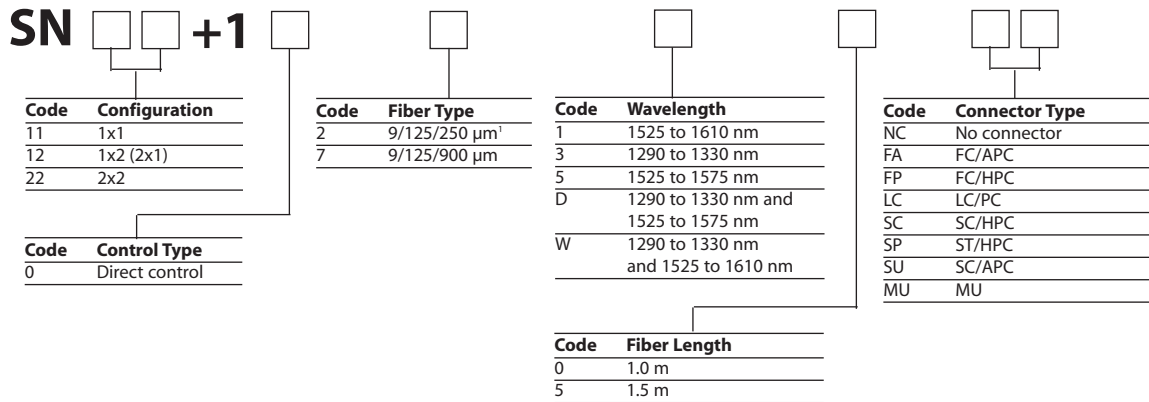 SN +1
Code Configuration
11 1x1
12 1x2 (2x1)
22 2x2
Code Control Type
0 Direct control
Code Fiber Type
2 9/125/250 µm¹
7 9/125/900 µm
Code Wavelength
1 1525 to 1610 nm
3 1290 to 1330 nm
5 1525 to 1575 nm
D 1290 to 1330 nm and
1525 to 1575 nm
W 1290 to 1330 nm
and 1525 to 1610 nm
Code Fiber Length
0 1.0 m
5 1.5 m
Code Connector Type
NC No connector
FA FC/APC
FP FC/HPC
LC LC/PC
SC SC/HPC
SP ST/HPC
SU SC/APC
MU MU